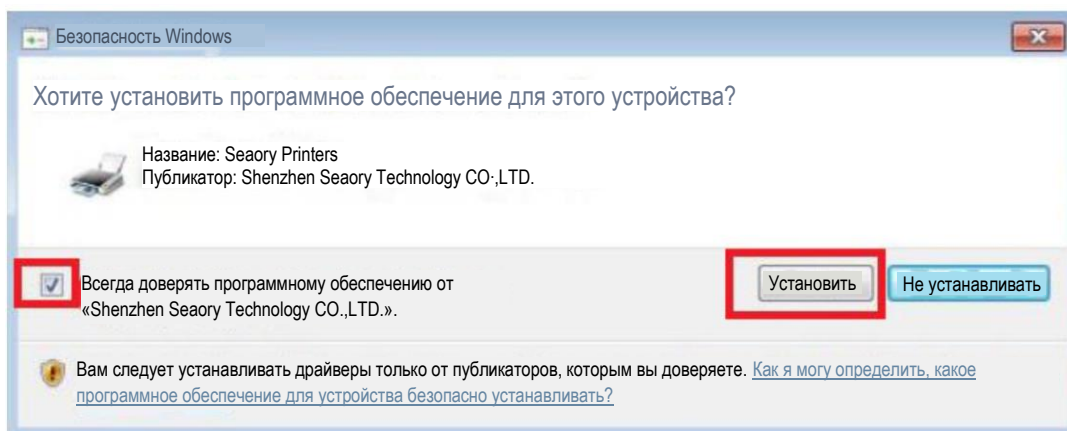 Безопасность Windows
Хотите установить программное обеспечение для этого устройства?
Название: Seaory Printers
Публикатор: Shenzhen Seaory Technology CO·,LTD.
Всегда доверять программному обеспечению от
«Shenzhen Seaory Technology CO.,LTD.».
Установить
Не устанавливать
Вам следует устанавливать драйверы только от публикаторов, которым вы доверяете. Как я могу определить, какое
программное обеспечение для устройства безопасно устанавливать?